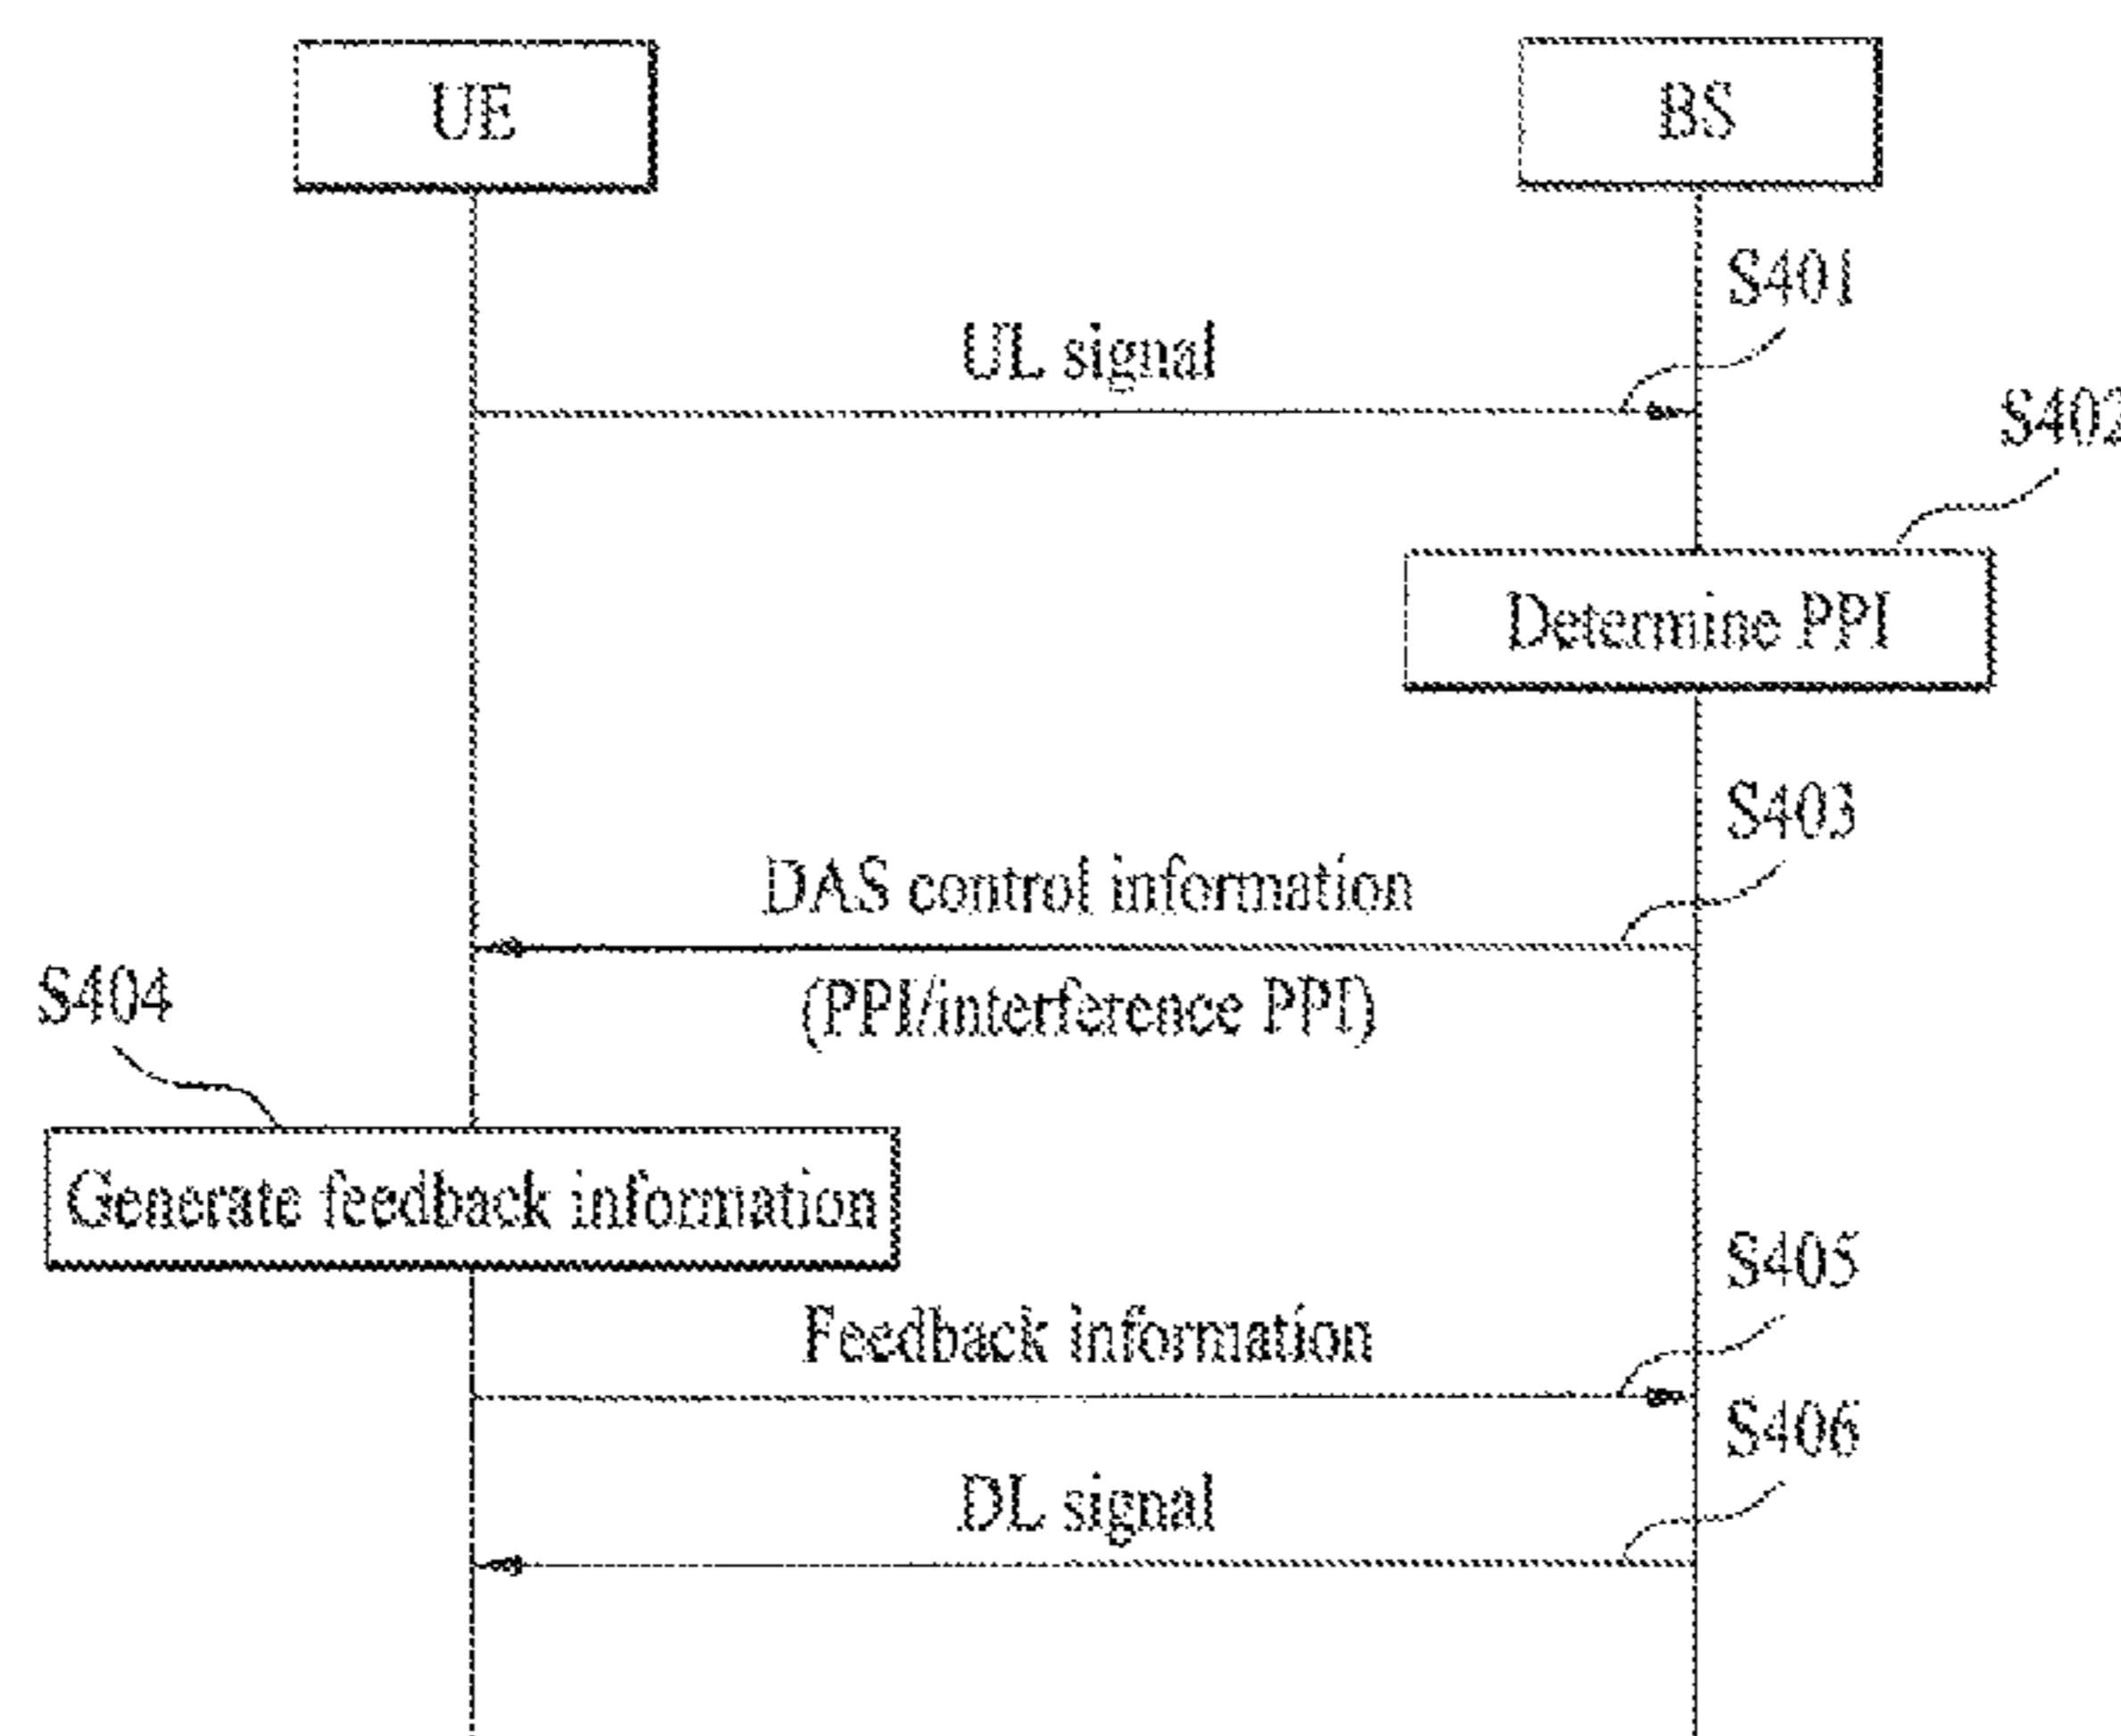 UE
BS
S401
UL signal
S402
Determine PPI
S403
DAS control information
(PPI/interference PPI)
S404
Generate feedback information
S405
Feedback information
S406
DL signal